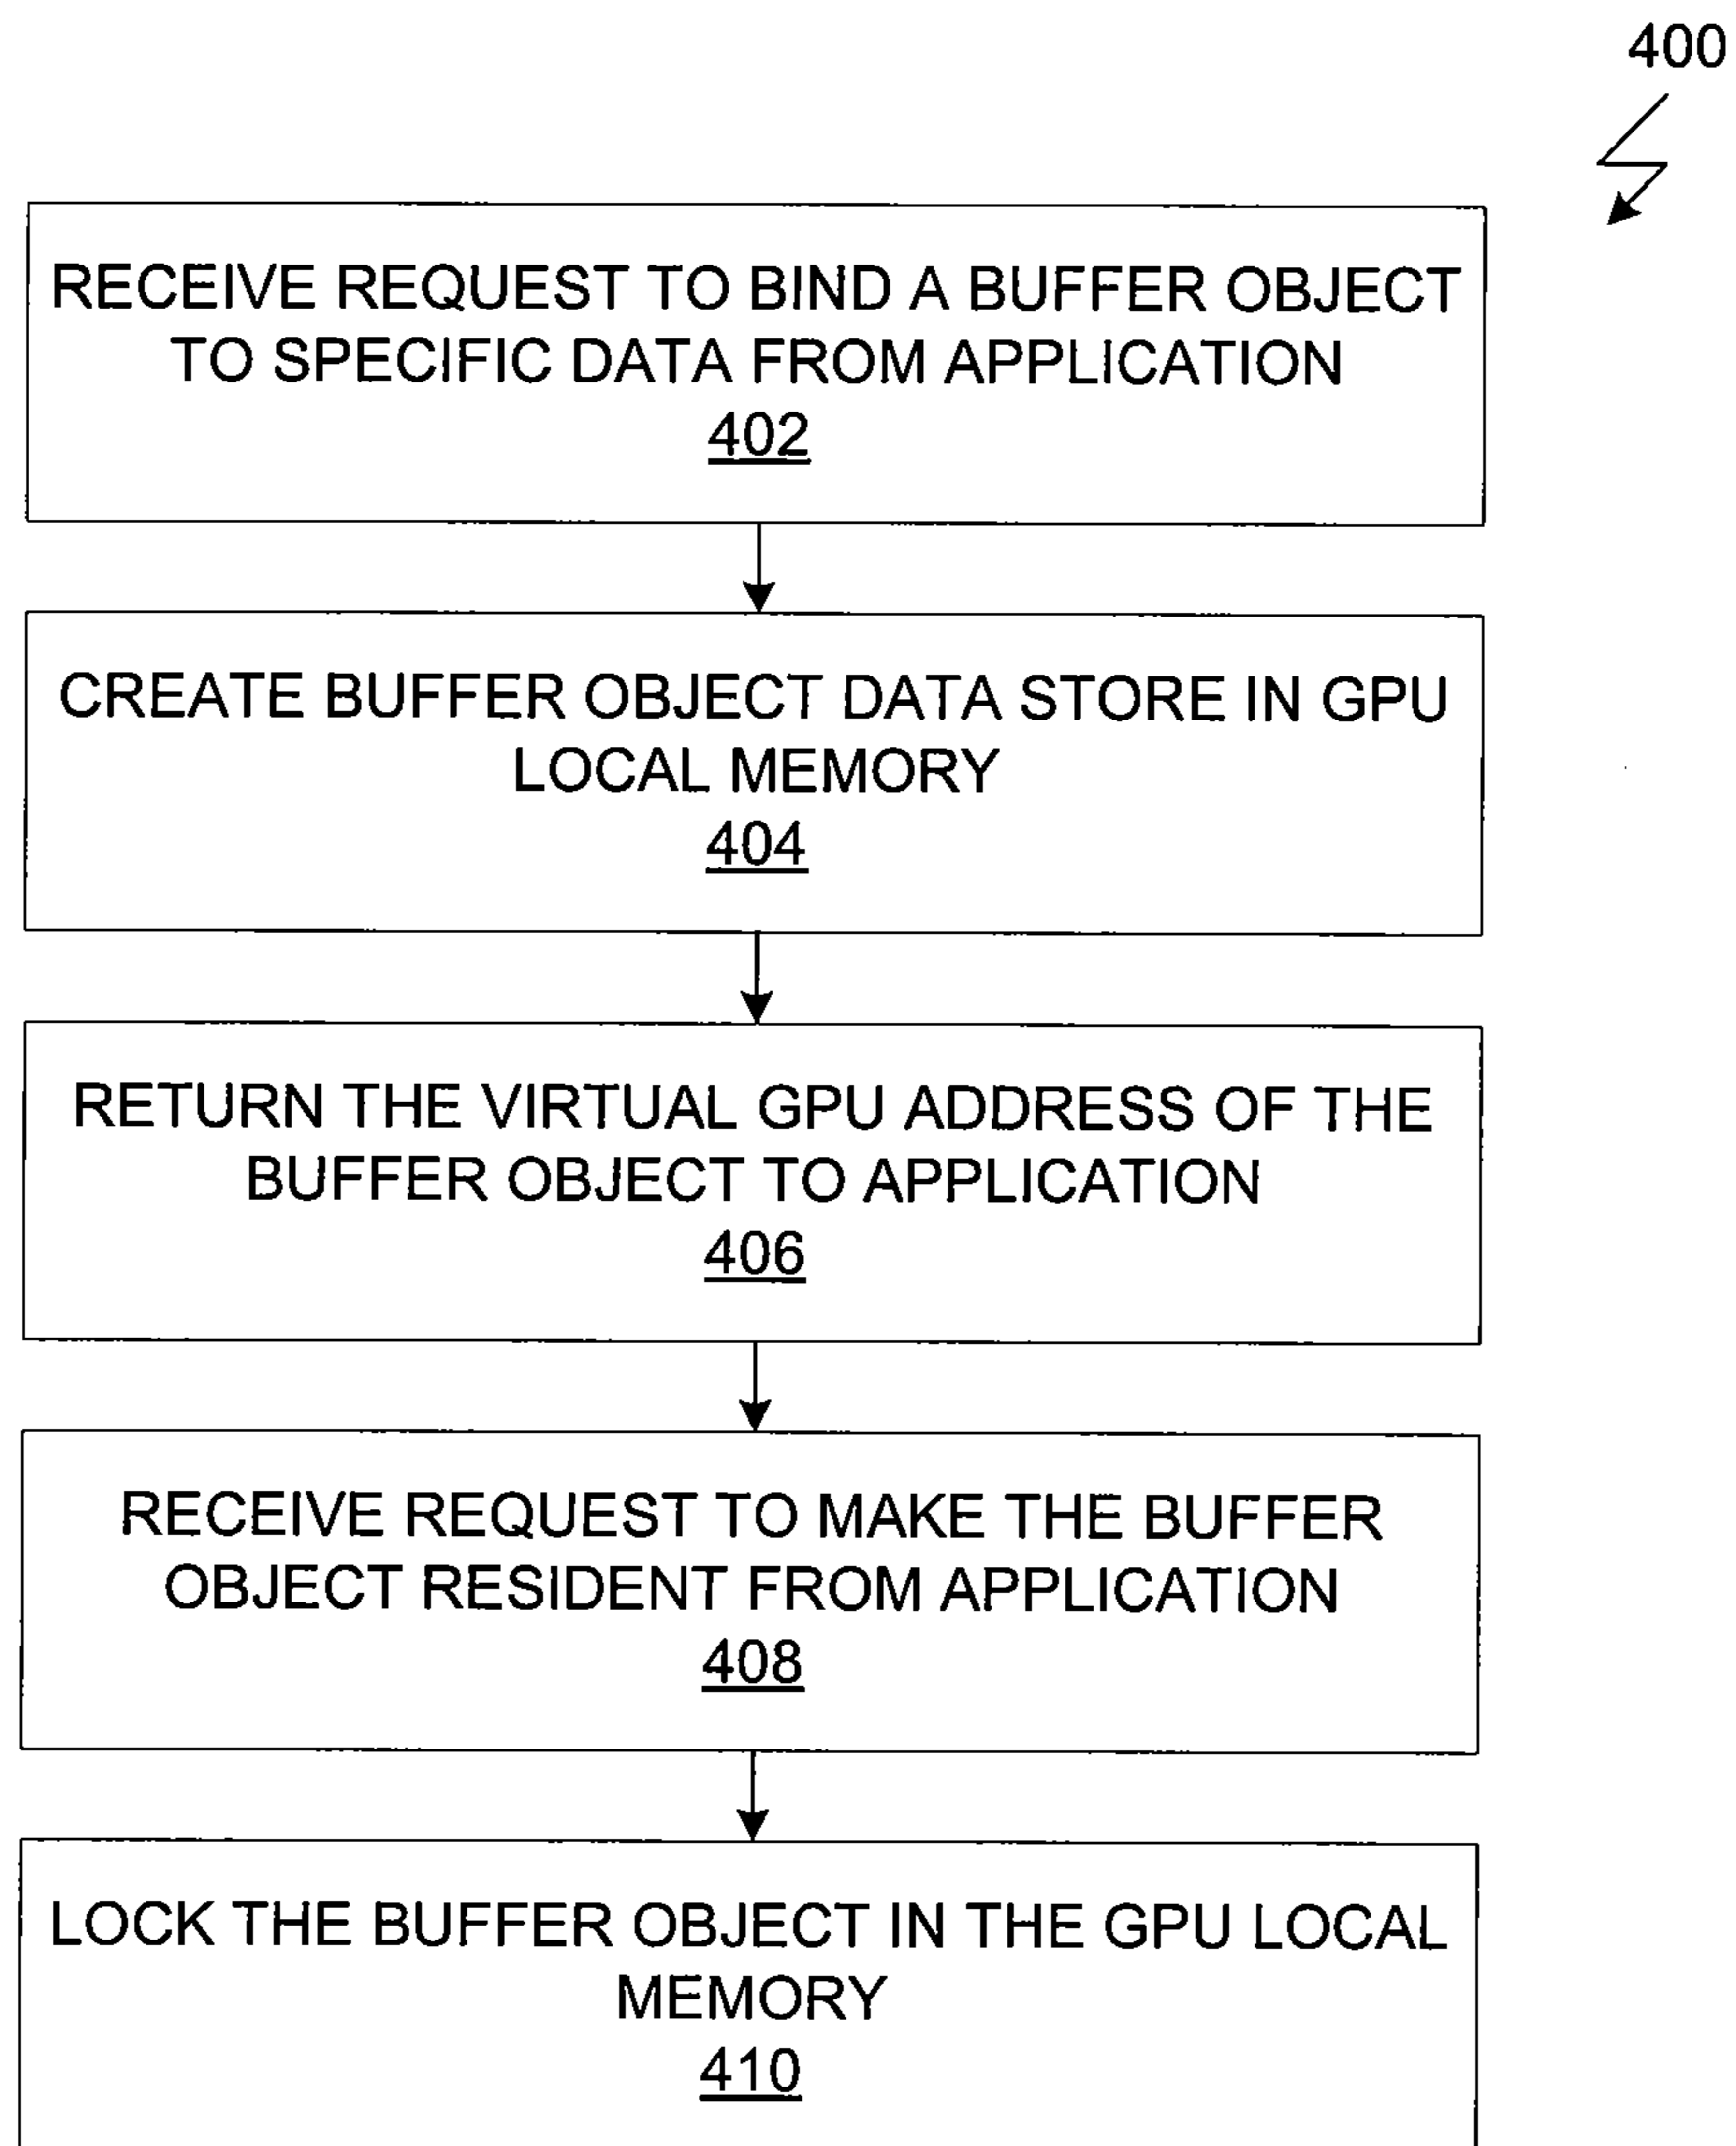 400
RECEIVE REQUEST TO BIND A BUFFER OBJECT
TO SPECIFIC DATA FROM APPLICATION
402
CREATE BUFFER OBJECT DATA STORE IN GPU
LOCAL MEMORY
404
RETURN THE VIRTUAL GPU ADDRESS OF THE
BUFFER OBJECT TO APPLICATION
406
RECEIVE REQUEST TO MAKE THE BUFFER
OBJECT RESIDENT FROM APPLICATION
408
LOCK THE BUFFER OBJECT IN THE GPU LOCAL
MEMORY
410